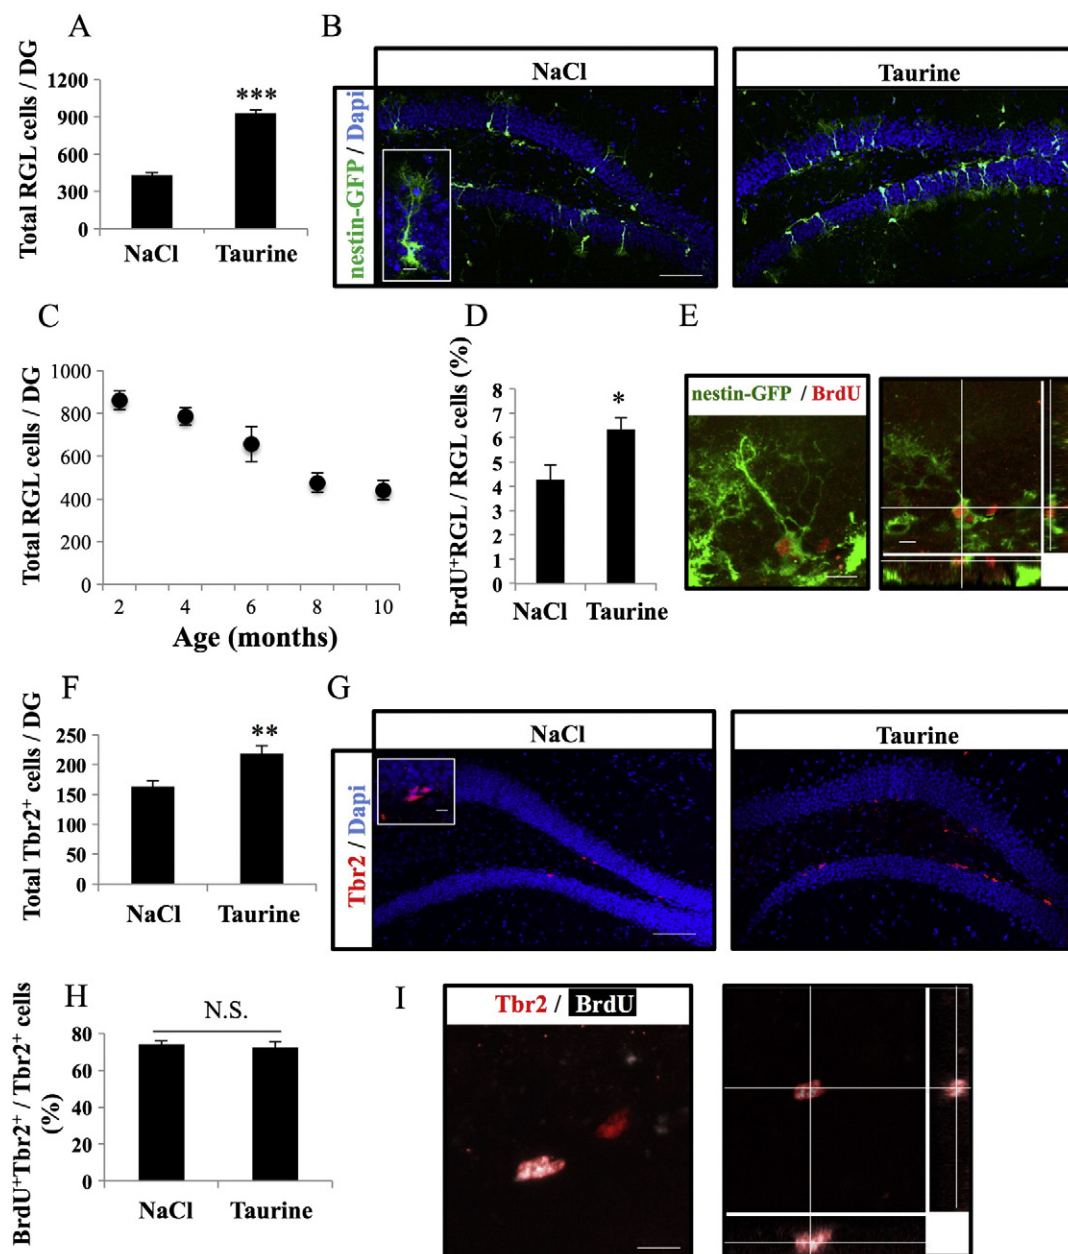 A
Total RGL cells / DG
1200
900
600
300
0
***
NaCl
Taurine
B
NaCl
Taurine
nestin-GFP / Dapi
C
Total RGL cells / DG
1000
800
600
400
200
0
2
4
6
8
10
Age (months)
D
BrdU⁺RGL / RGL cells (%)
8
7
6
5
4
3
2
1
0
*
NaCl
Taurine
E
nestin-GFP / BrdU
F
Total Tbr2⁺ cells / DG
250
200
150
100
50
0
**
NaCl
Taurine
G
NaCl
Taurine
Tbr2 / Dapi
H
BrdU⁺Tbr2⁺ / Tbr2⁺ cells
(%)
80
60
40
20
0
N.S.
NaCl
Taurine
I
Tbr2 / BrdU